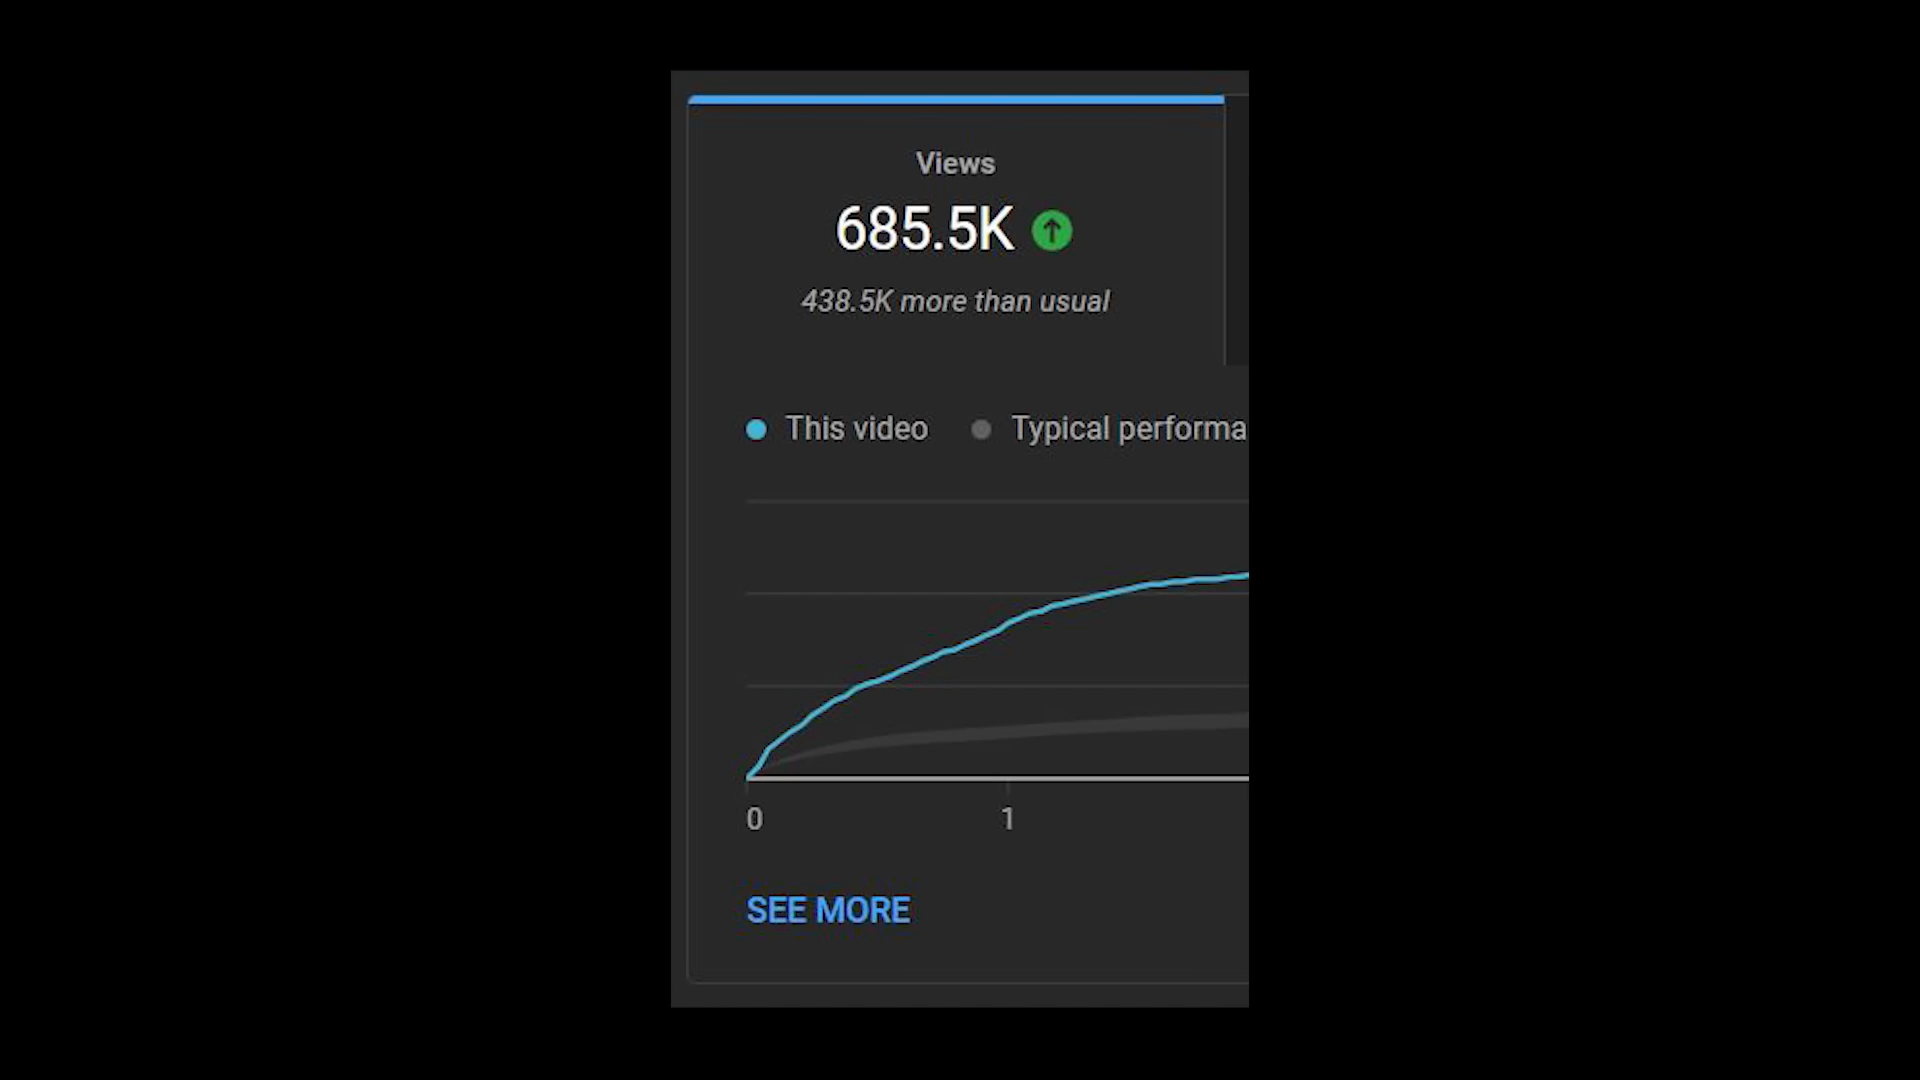 Views
685.5K
438.5K more than usual
This video
Typical performa
0 1
SEE MORE